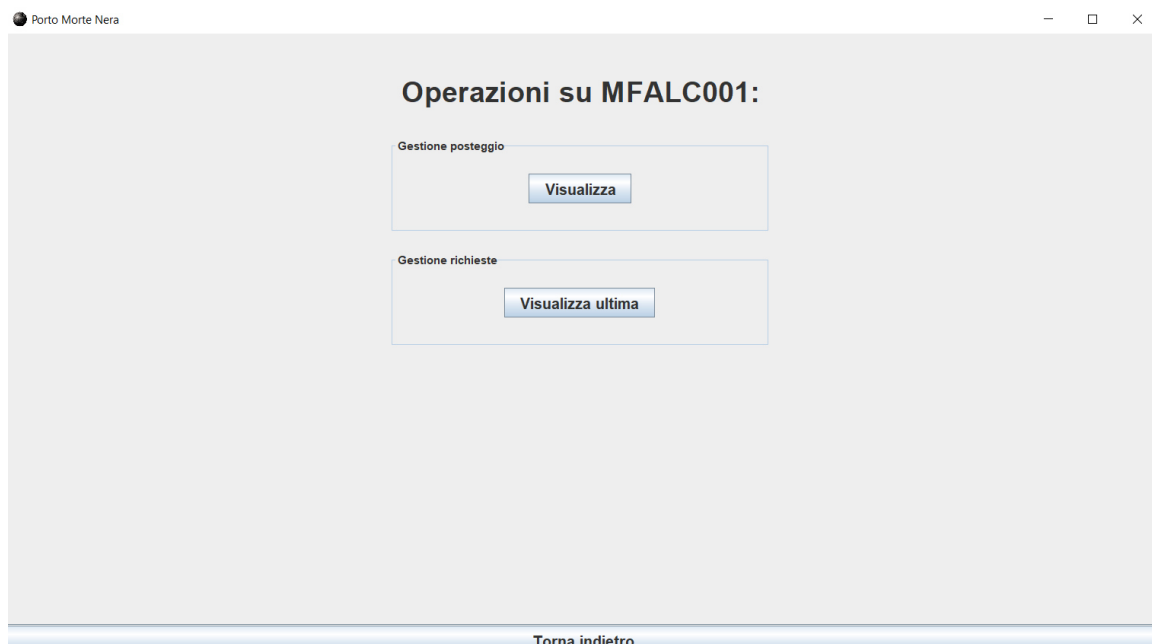 Porto Morte Nera
Operazioni su MFALC001:
Gestione posteggio
Visualizza
Gestione richieste
Visualizza ultima
Torna indietro